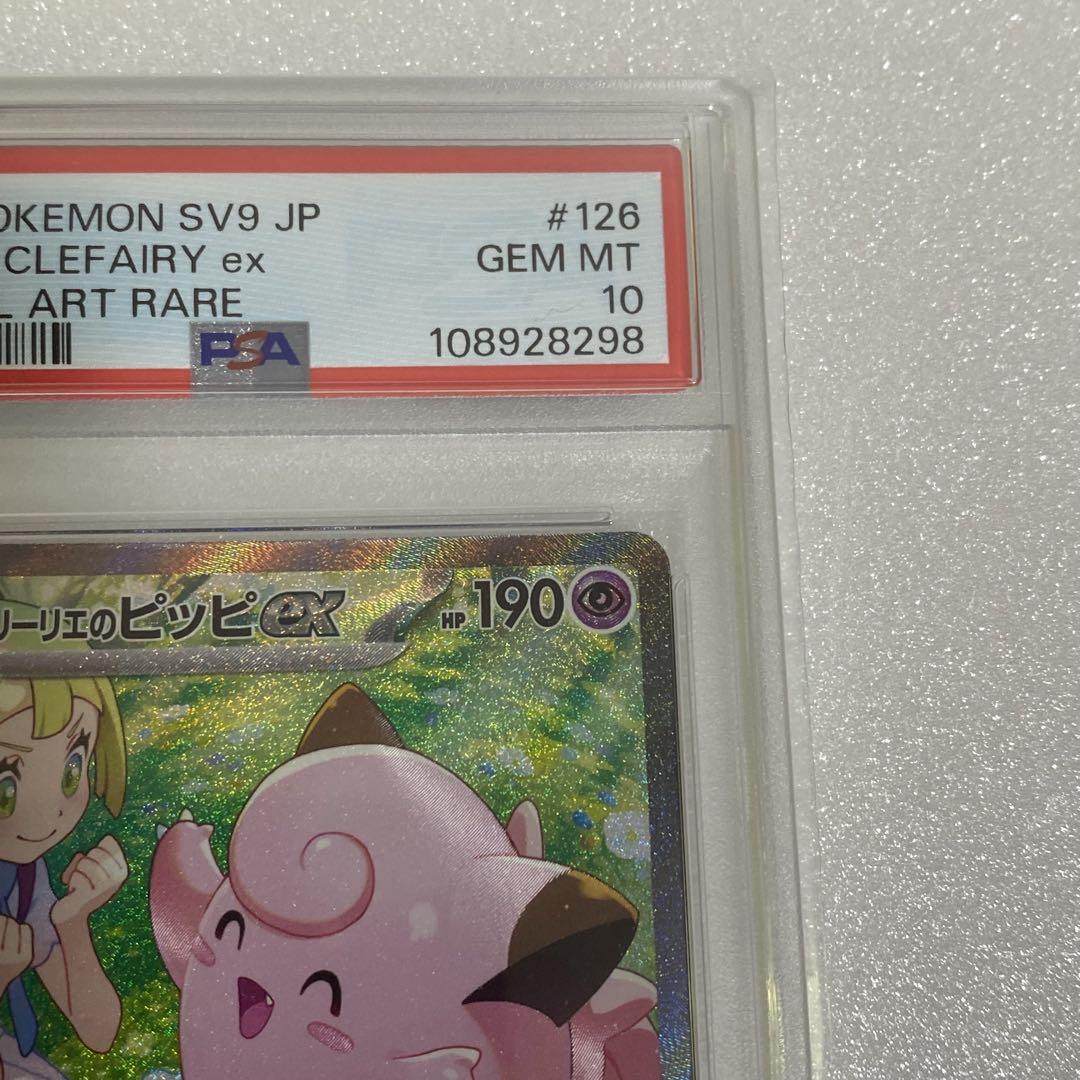 POKEMON SV9 JP #126
CLEFAIRY ex GEM MT
L ART RARE 10
PSA 108928298
リーリエのピッピex HP 190